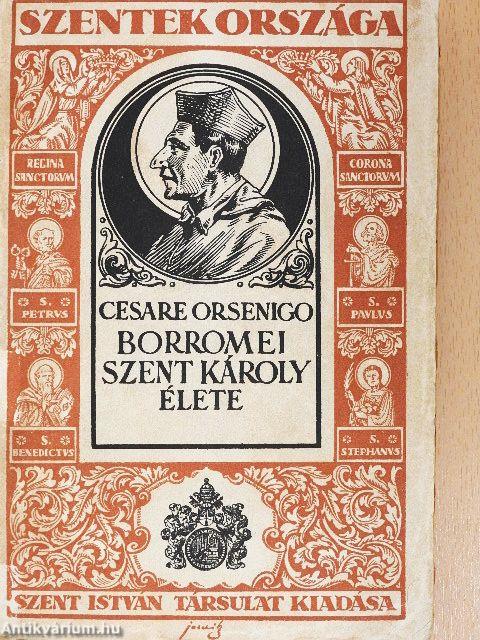 SZENTEK ORSZÁGA
REGINA
SANCTORVM
CORONA
SANCTORVM
S.
PETRVS
S.
PAVLVS
CESARE ORSENIGO
BORROMEI
SZENT KÁROLY
ÉLETE
S.
BENEDICTVS
S.
STEPHANVS
SZENT ISTVÁN TÁRSULAT KIADÁSA
Antikvárium.hu